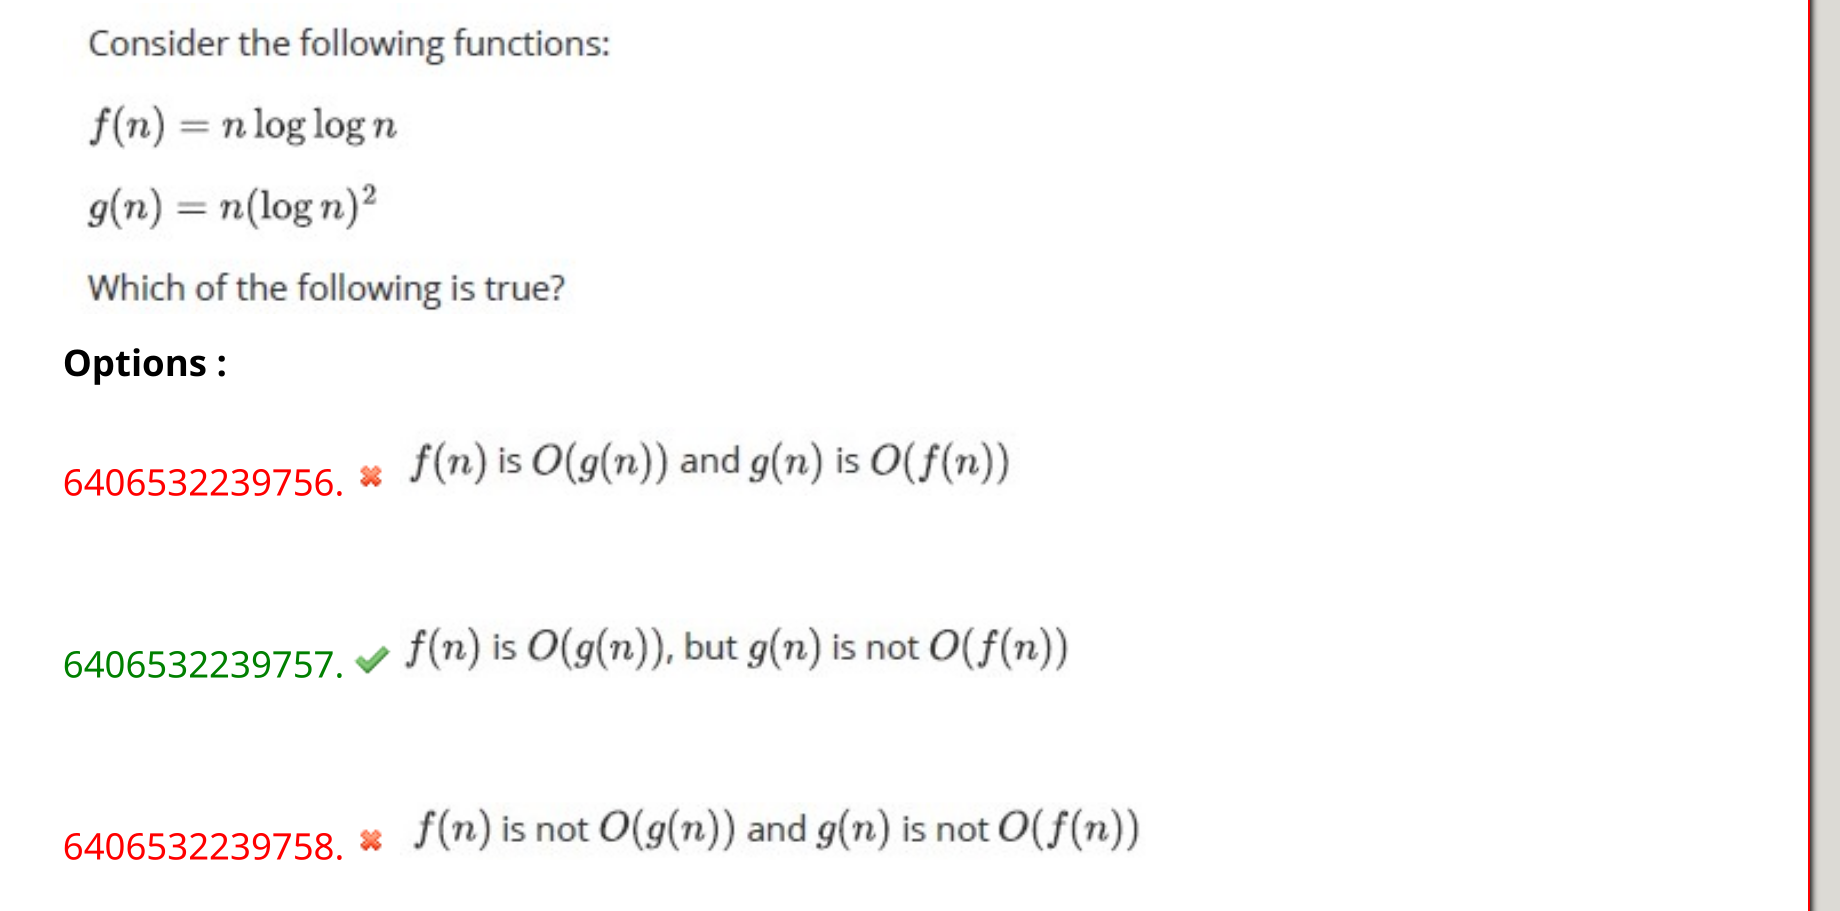 Consider the following functions:
f(n) = n log log n
g(n) = n(log n)²
Which of the following is true?
Options :
6406532239756. ✖ f(n) is O(g(n)) and g(n) is O(f(n))
6406532239757. ✔ f(n) is O(g(n)), but g(n) is not O(f(n))
6406532239758. ✖ f(n) is not O(g(n)) and g(n) is not O(f(n))